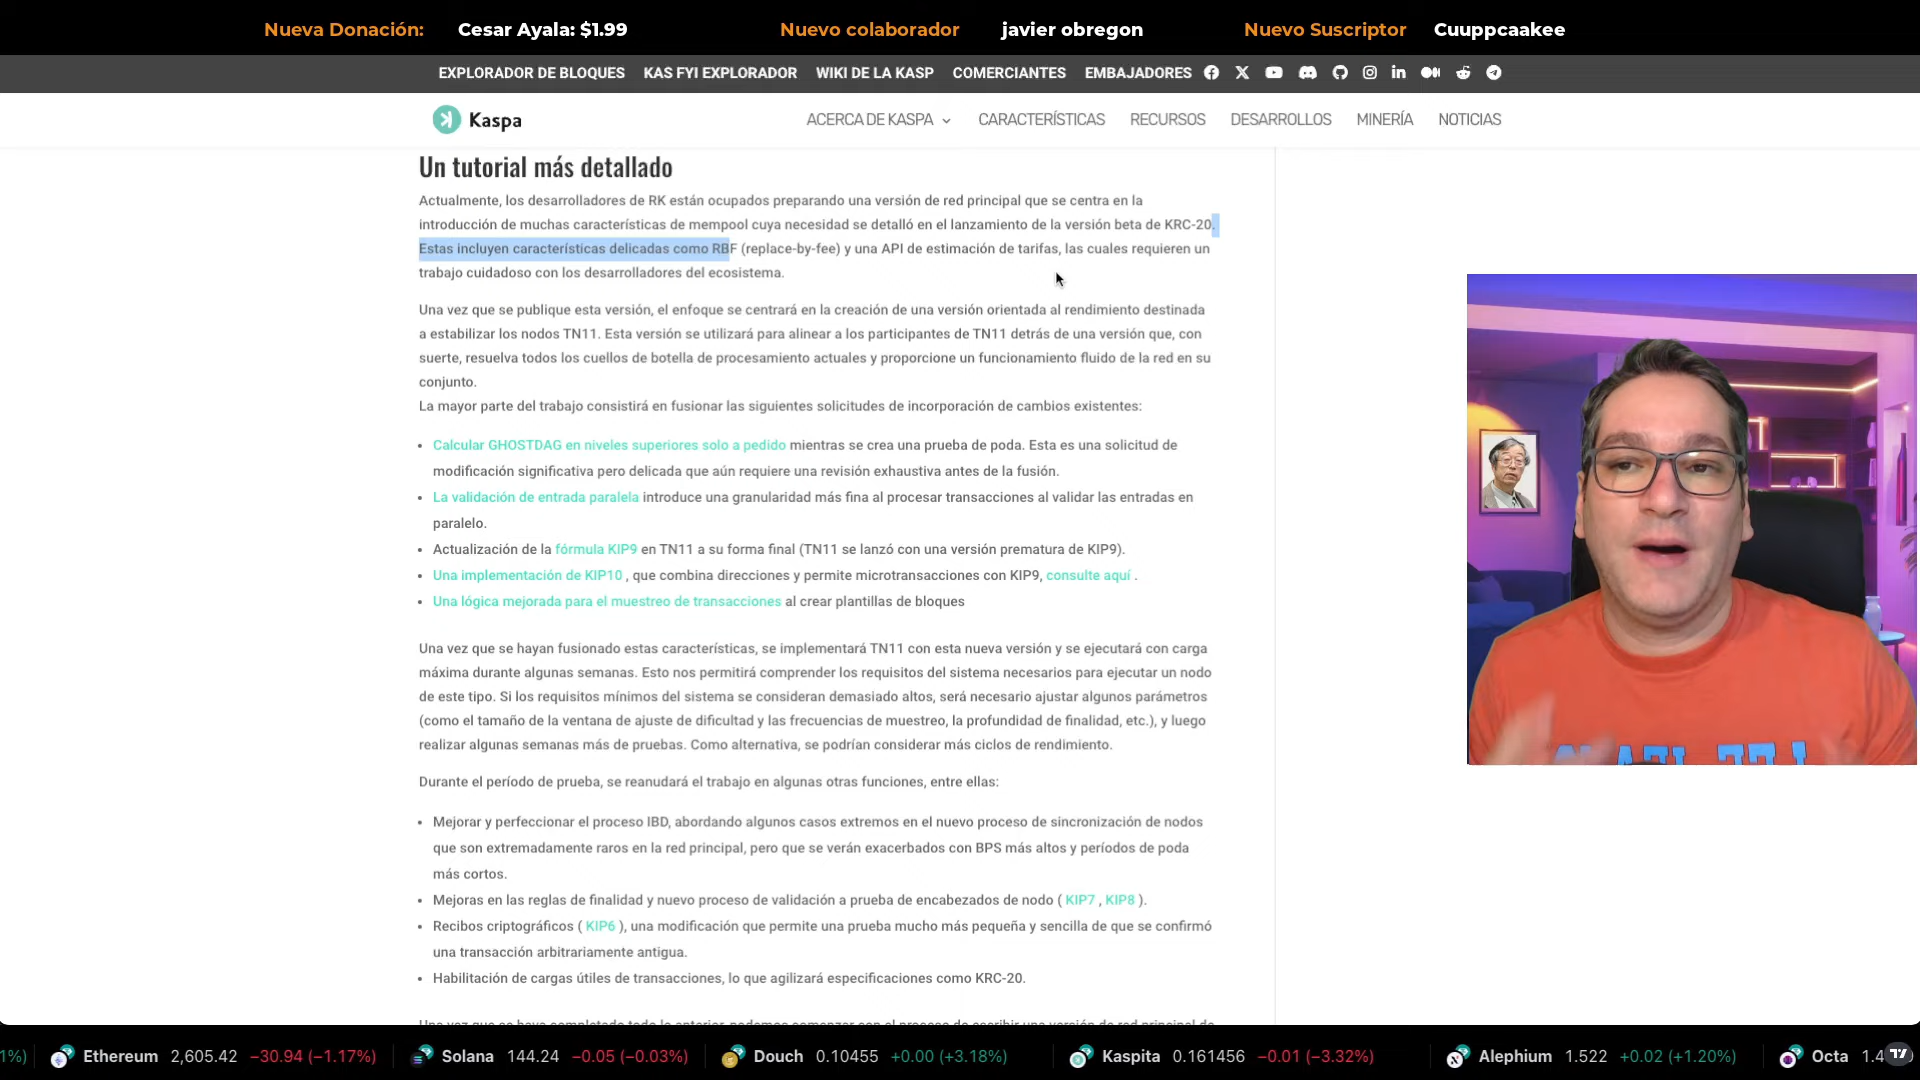 Nueva Donación: Cesar Ayala: $1.99 Nuevo colaborador javier obregon Nuevo Suscriptor Cuuppcaakee
EXPLORADOR DE BLOQUES KAS FYI EXPLORADOR WIKI DE LA KASP COMERCIANTES EMBAJADORES
Kaspa ACERCA DE KASPA CARACTERÍSTICAS RECURSOS DESARROLLOS MINERÍA NOTICIAS
Un tutorial más detallado
Actualmente, los desarrolladores de RK están ocupados preparando una versión de red principal que se centra en la
introducción de muchas características de mempool cuya necesidad se detalló en el lanzamiento de la versión beta de KRC-20.
Estas incluyen características delicadas como RBF (replace-by-fee) y una API de estimación de tarifas, las cuales requieren un
trabajo cuidadoso con los desarrolladores del ecosistema.
Una vez que se publique esta versión, el enfoque se centrará en la creación de una versión orientada al rendimiento destinada
a estabilizar los nodos TN11. Esta versión se utilizará para alinear a los participantes de TN11 detrás de una versión que, con
suerte, resuelva todos los cuellos de botella de procesamiento actuales y proporcione un funcionamiento fluido de la red en su
conjunto.
La mayor parte del trabajo consistirá en fusionar las siguientes solicitudes de incorporación de cambios existentes:
• Calcular GHOSTDAG en niveles superiores solo a pedido mientras se crea una prueba de poda. Esta es una solicitud de
modificación significativa pero delicada que aún requiere una revisión exhaustiva antes de la fusión.
• La validación de entrada paralela introduce una granularidad más fina al procesar transacciones al validar las entradas en
paralelo.
• Actualización de la fórmula KIP9 en TN11 a su forma final (TN11 se lanzó con una versión prematura de KIP9).
• Una implementación de KIP10 , que combina direcciones y permite microtransacciones con KIP9, consulte aquí .
• Una lógica mejorada para el muestreo de transacciones al crear plantillas de bloques
Una vez que se hayan fusionado estas características, se implementará TN11 con esta nueva versión y se ejecutará con carga
máxima durante algunas semanas. Esto nos permitirá comprender los requisitos del sistema necesarios para ejecutar un nodo
de este tipo. Si los requisitos mínimos del sistema se consideran demasiado altos, será necesario ajustar algunos parámetros
(como el tamaño de la ventana de ajuste de dificultad y las frecuencias de muestreo, la profundidad de finalidad, etc.), y luego
realizar algunas semanas más de pruebas. Como alternativa, se podrían considerar más ciclos de rendimiento.
Durante el período de prueba, se reanudará el trabajo en algunas otras funciones, entre ellas:
• Mejorar y perfeccionar el proceso IBD, abordando algunos casos extremos en el nuevo proceso de sincronización de nodos
que son extremadamente raros en la red principal, pero que se verán exacerbados con BPS más altos y períodos de poda
más cortos.
• Mejoras en las reglas de finalidad y nuevo proceso de validación a prueba de encabezados de nodo ( KIP7 , KIP8 ).
• Recibos criptográficos ( KIP6 ), una modificación que permite una prueba mucho más pequeña y sencilla de que se confirmó
una transacción arbitrariamente antigua.
• Habilitación de cargas útiles de transacciones, lo que agilizará especificaciones como KRC-20.
1%) Ethereum 2,605.42 −30.94 (−1.17%) Solana 144.24 −0.05 (−0.03%) Douch 0.10455 +0.00 (+3.18%) Kaspita 0.161456 −0.01 (−3.32%) Alephium 1.522 +0.02 (+1.20%) Octa